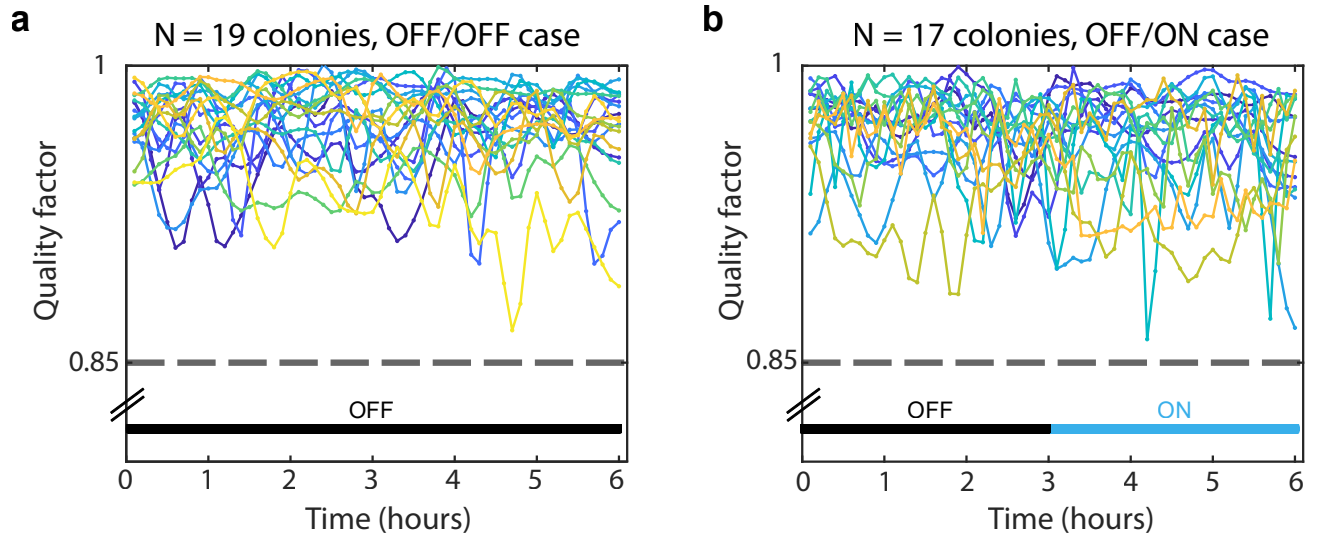 a
N = 19 colonies, OFF/OFF case
1
0.85
Quality factor
OFF
0 1 2 3 4 5 6
Time (hours)
b
N = 17 colonies, OFF/ON case
1
0.85
Quality factor
OFF ON
0 1 2 3 4 5 6
Time (hours)